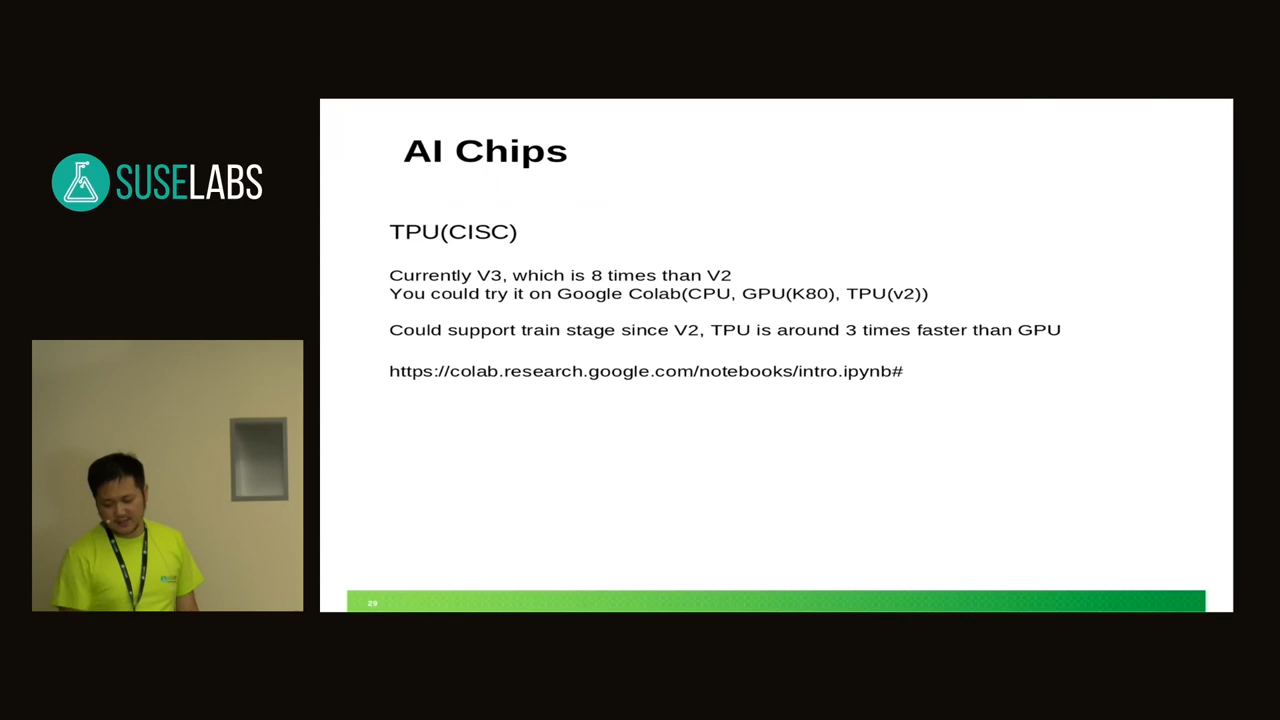 SUSELABS
AI Chips
TPU(CISC)
Currently V3, which is 8 times than V2
You could try it on Google Colab(CPU, GPU(K80), TPU(v2))
Could support train stage since V2, TPU is around 3 times faster than GPU
https://colab.research.google.com/notebooks/intro.ipynb#
29